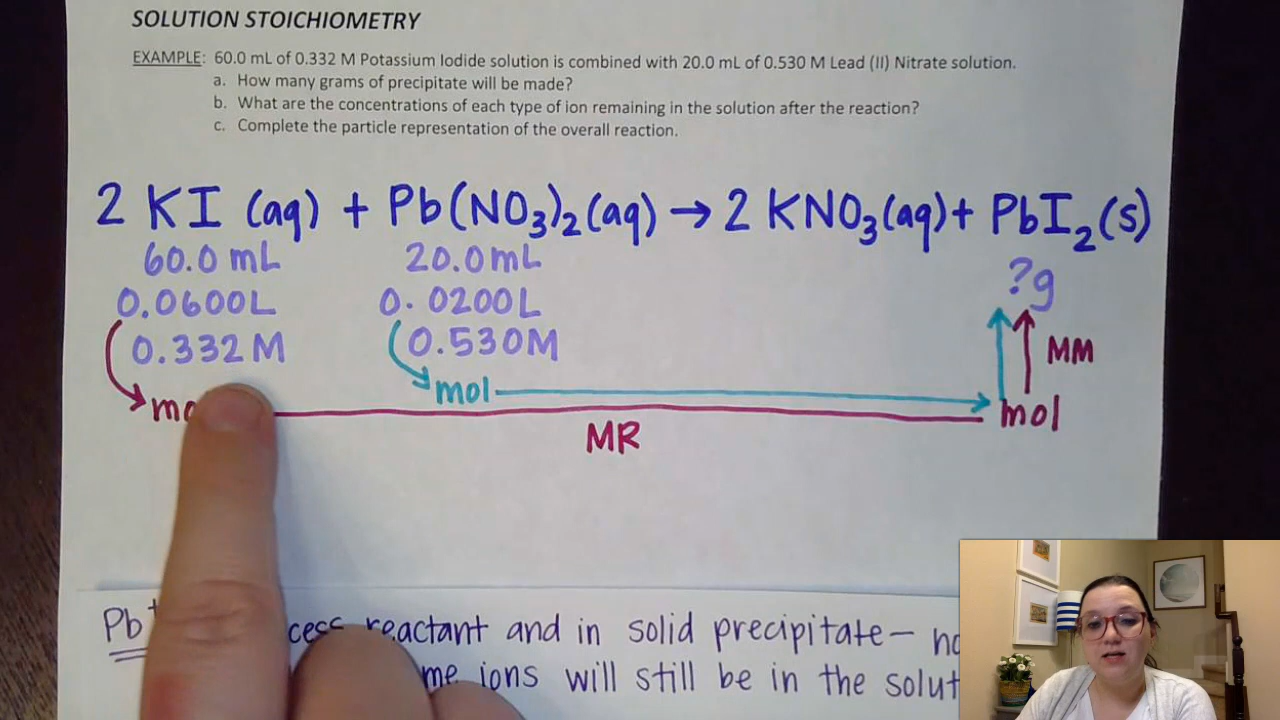 SOLUTION STOICHIOMETRY
EXAMPLE: 60.0 mL of 0.332 M Potassium Iodide solution is combined with 20.0 mL of 0.530 M Lead (II) Nitrate solution.
a. How many grams of precipitate will be made?
b. What are the concentrations of each type of ion remaining in the solution after the reaction?
c. Complete the particle representation of the overall reaction.
2 KI (aq) + Pb(NO₃)₂(aq) → 2 KNO₃(aq) + PbI₂(s)
60.0 mL 20.0 mL ?g
0.0600L 0.0200L
0.332 M 0.530M MM
mol mol
MR
Pb reactant and in solid precipitate—
ions will still be in the